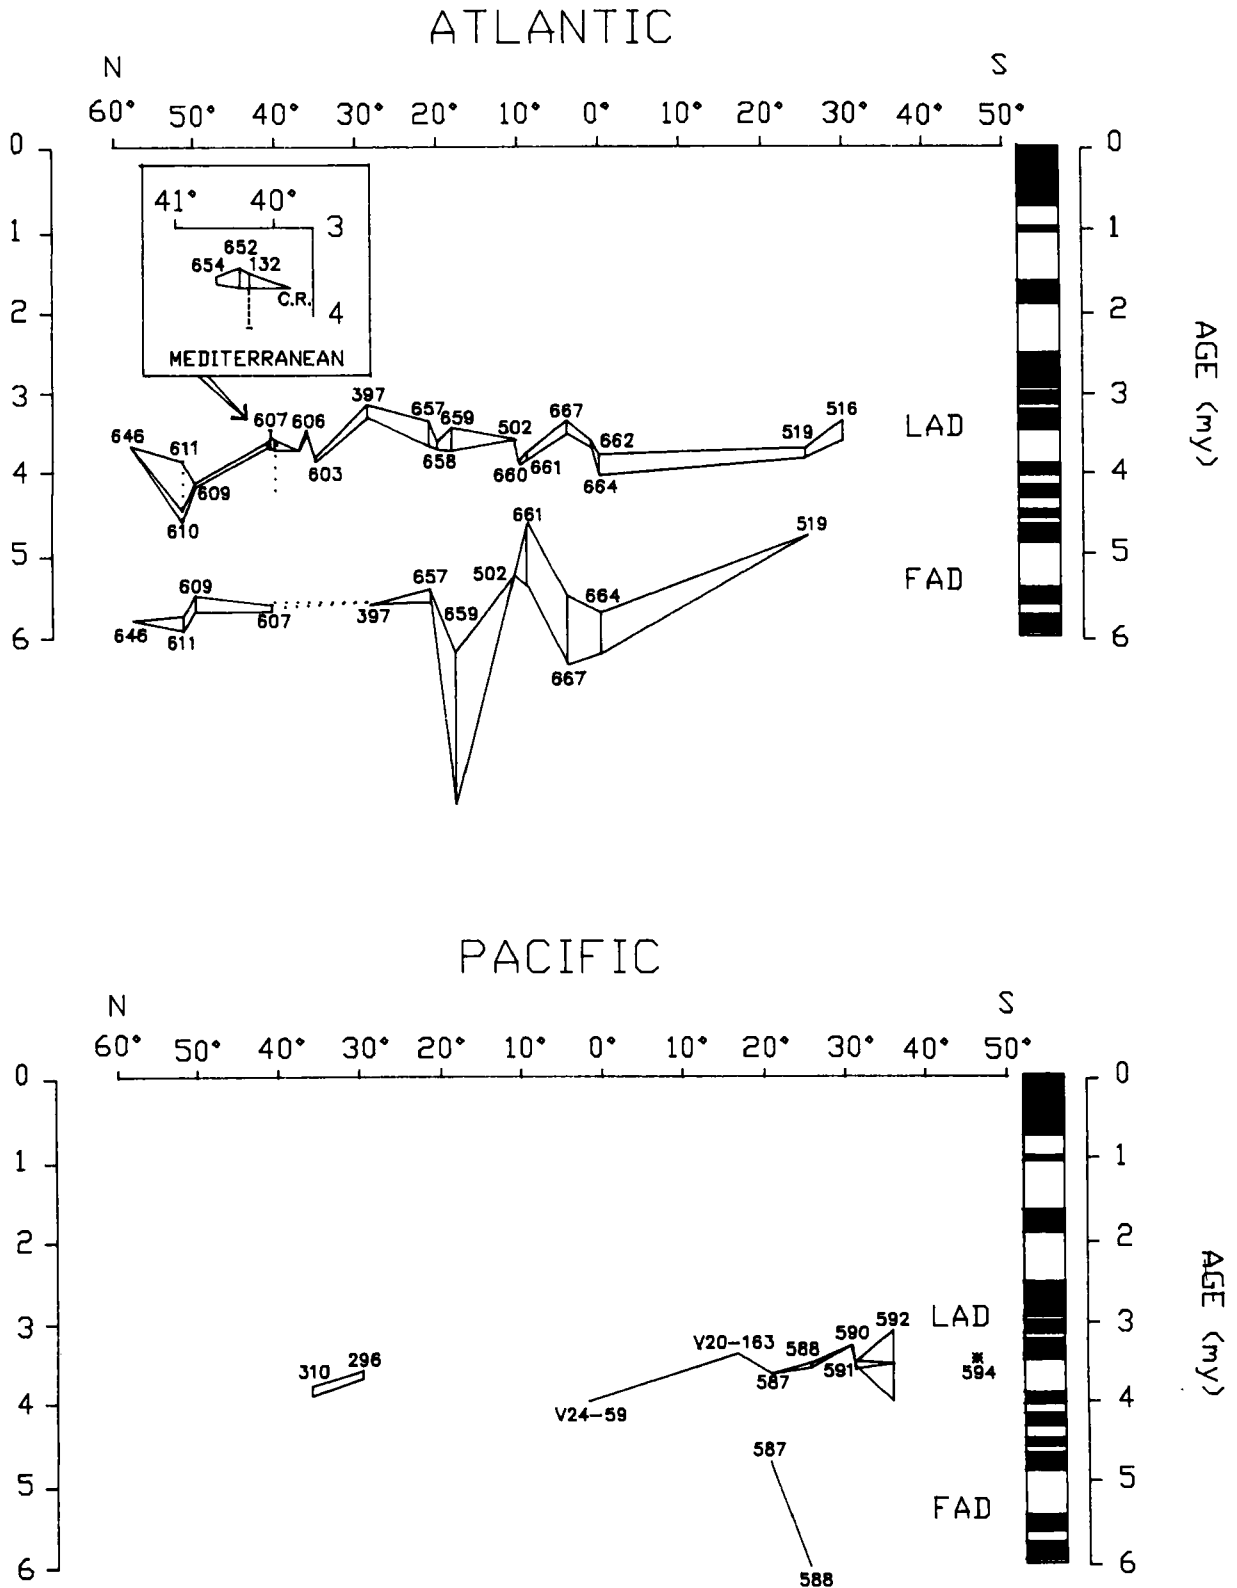 ATLANTIC
N S
60° 50° 40° 30° 20° 10° 0° 10° 20° 30° 40° 50°
0 0
41° 40°
3
1 1
652
654 132
C.R.
4
2 2
MEDITERRANEAN
AGE (my)
3 3
397
607 606 657 659 502 667 662 519 516
LAD
646 611
603 658 660 661 664
4 4
609
610
661 519
5 5
609 657 502
FAD
659 664
646 611 607 397
6 6
667
PACIFIC
N S
60° 50° 40° 30° 20° 10° 0° 10° 20° 30° 40° 50°
0 0
1 1
2 2
AGE (my)
LAD
3 3
V20-163 588 590 592
310 296
587 591 594
4 4
V24-59
587
5 5
FAD
6 6
588